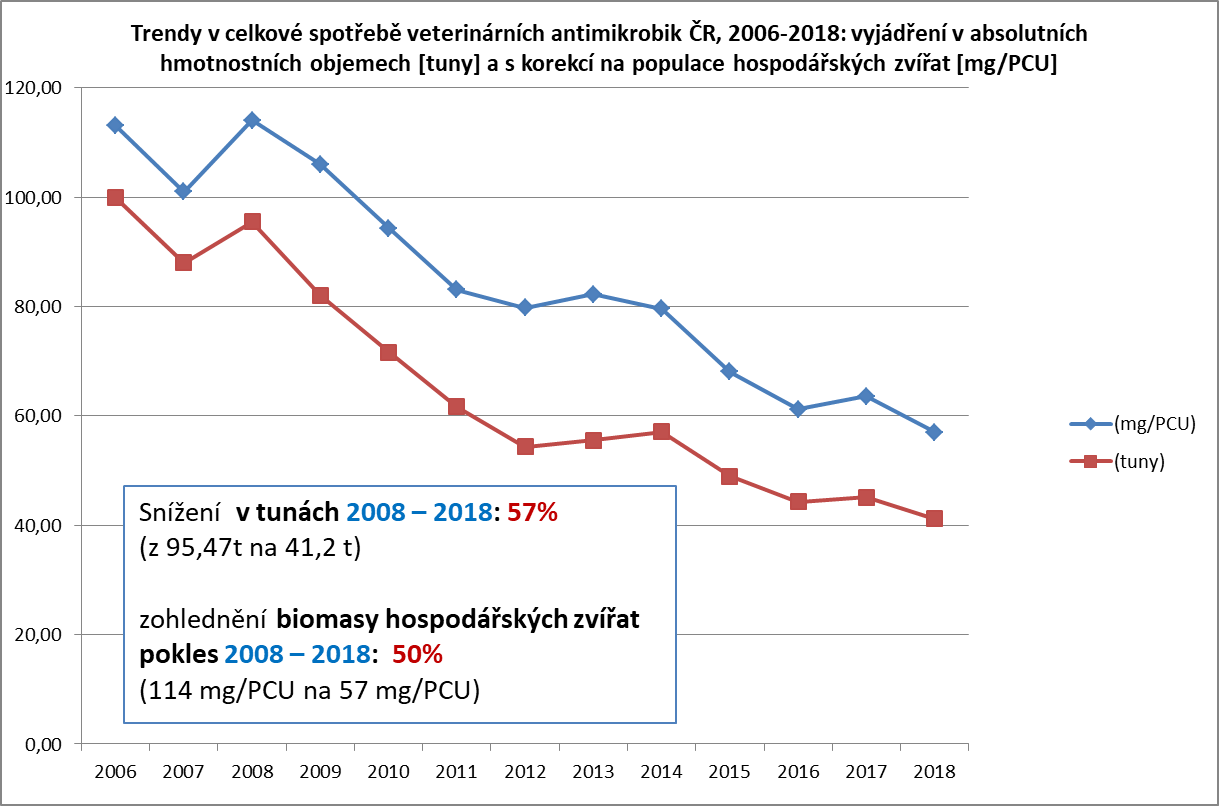 Trendy v celkové spotřebě veterinárních antimikrobik ČR, 2006-2018: vyjádření v absolutních
hmotnostních objemech [tuny] a s korekcí na populace hospodářských zvířat [mg/PCU]
120,00
100,00
80,00
60,00
40,00
20,00
0,00
(mg/PCU)
(tuny)
Snížení v tunách 2008 – 2018: 57%
(z 95,47t na 41,2 t)
zohlednění biomasy hospodářských zvířat
pokles 2008 – 2018: 50%
(114 mg/PCU na 57 mg/PCU)
2006 2007 2008 2009 2010 2011 2012 2013 2014 2015 2016 2017 2018